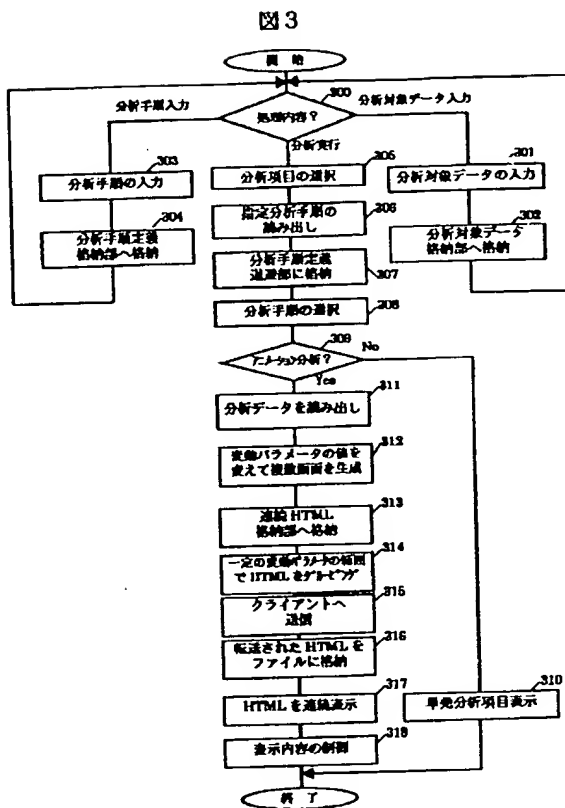 図3
開 始
300
処理内容?
分析手順入力
分析対象データ入力
分析実行
303
分析手順の入力
304
分析手順定義
格納部へ格納
305
分析項目の選択
306
指定分析手順の
読み出し
分析手順定義
退避部に格納
307
分析手順の選択
308
301
分析対象データの入力
302
分析対象データ
格納部へ格納
309
アニメーション分析?
No
Yes
311
分析データを読み出し
312
変動パラメータの値を
変えて複数画面を生成
313
連続HTML
格納部へ格納
314
一定の変動パラメータの範囲
でHTMLをグルーピング
315
クライアントへ
送信
316
転送されたHTMLを
ファイルに格納
317
HTMLを連続表示
310
単発分析項目表示
318
表示内容の制御
終 了